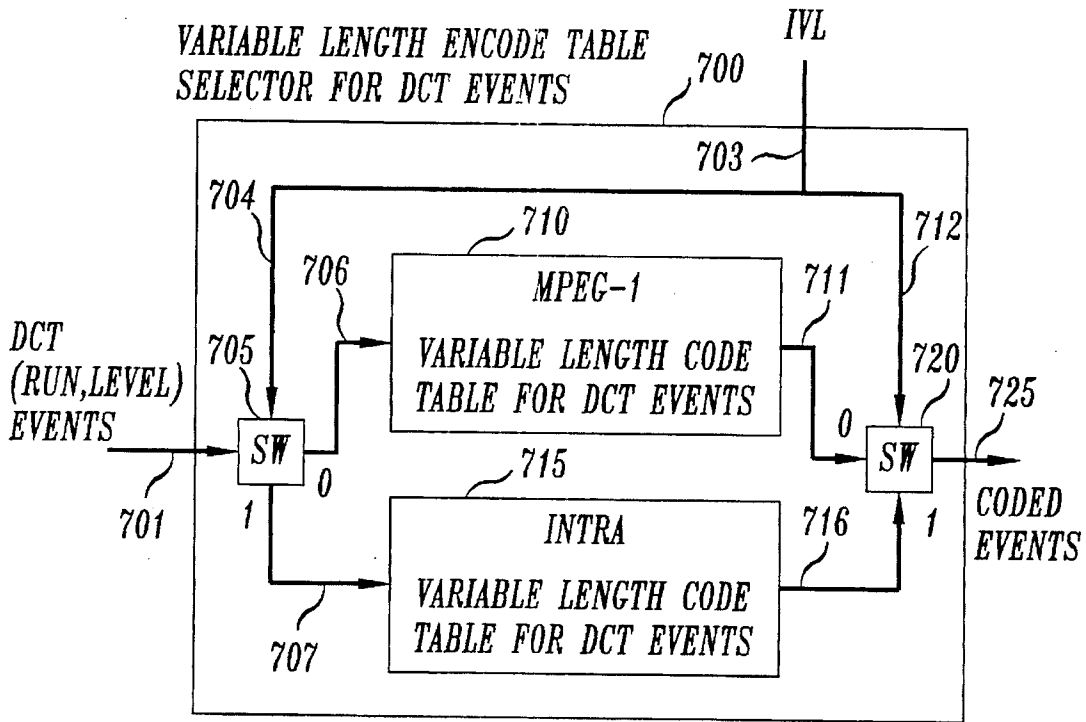 VARIABLE LENGTH ENCODE TABLE
SELECTOR FOR DCT EVENTS
IVL
700
703
704
710
712
706
MPEG-1
711
DCT
(RUN,LEVEL)
EVENTS
705
VARIABLE LENGTH CODE
TABLE FOR DCT EVENTS
720
725
0
SW
0
SW
701
1
715
1
CODED
EVENTS
INTRA
716
VARIABLE LENGTH CODE
TABLE FOR DCT EVENTS
707